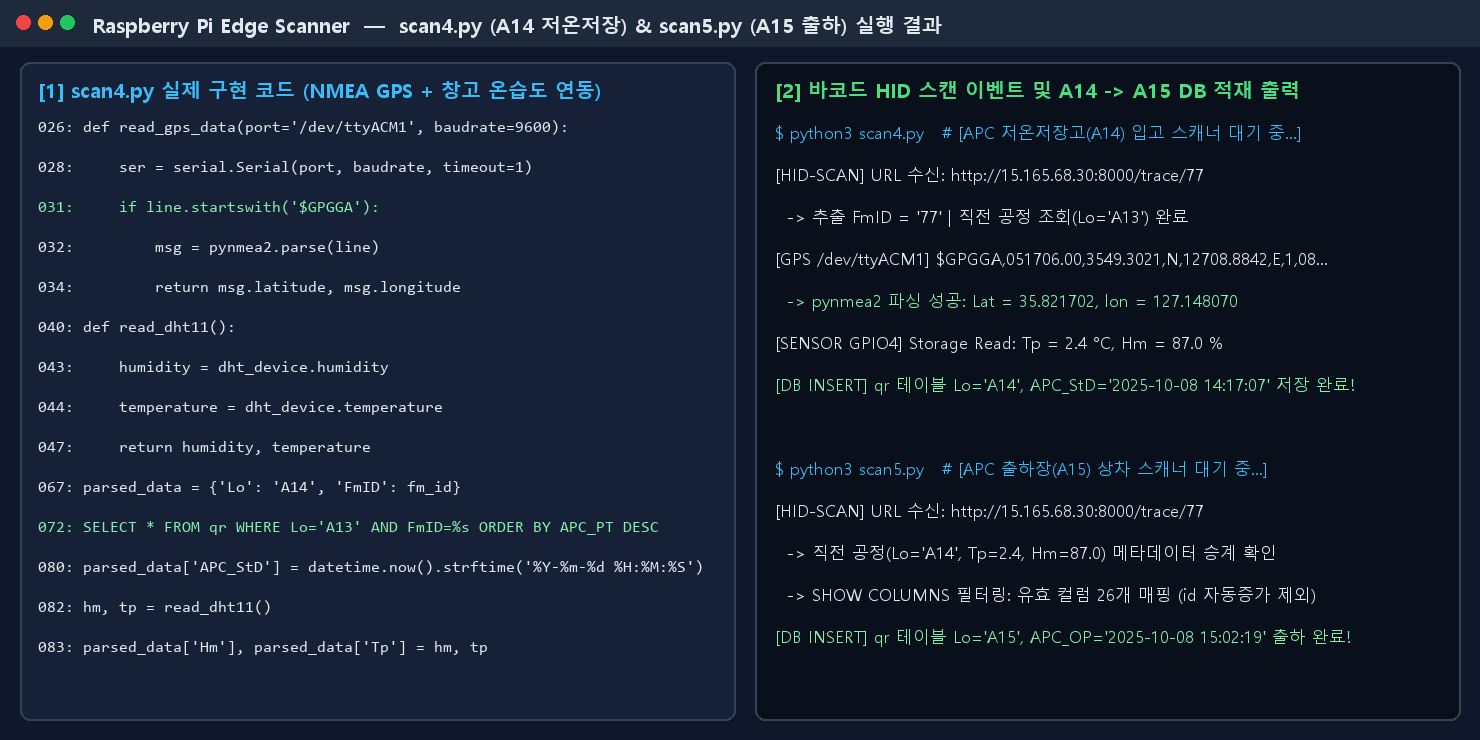 Raspberry Pi Edge Scanner — scan4.py (A14 저온저장) & scan5.py (A15 출하) 실행 결과
[1] scan4.py 실제 구현 코드 (NMEA GPS + 창고 온습도 연동)
026: def read_gps_data(port='/dev/ttyACM1', baudrate=9600):
028:     ser = serial.Serial(port, baudrate, timeout=1)
031:     if line.startswith('$GPGGA'):
032:         msg = pynmea2.parse(line)
034:         return msg.latitude, msg.longitude
040: def read_dht11():
043:     humidity = dht_device.humidity
044:     temperature = dht_device.temperature
047:     return humidity, temperature
067: parsed_data = {'Lo': 'A14', 'FmID': fm_id}
072: SELECT * FROM qr WHERE Lo='A13' AND FmID=%s ORDER BY APC_PT DESC
080: parsed_data['APC_StD'] = datetime.now().strftime('%Y-%m-%d %H:%M:%S')
082: hm, tp = read_dht11()
083: parsed_data['Hm'], parsed_data['Tp'] = hm, tp
[2] 바코드 HID 스캔 이벤트 및 A14 -> A15 DB 적재 출력
$ python3 scan4.py   # [APC 저온저장고(A14) 입고 스캐너 대기 중...]
[HID-SCAN] URL 수신: http://15.165.68.30:8000/trace/77
  -> 추출 FmID = '77' | 직전 공정 조회(Lo='A13') 완료
[GPS /dev/ttyACM1] $GPGGA,051706.00,3549.3021,N,12708.8842,E,1,08...
  -> pynmea2 파싱 성공: Lat = 35.821702, lon = 127.148070
[SENSOR GPIO4] Storage Read: Tp = 2.4 °C, Hm = 87.0 %
[DB INSERT] qr 테이블 Lo='A14', APC_StD='2025-10-08 14:17:07' 저장 완료!
$ python3 scan5.py   # [APC 출하장(A15) 상차 스캐너 대기 중...]
[HID-SCAN] URL 수신: http://15.165.68.30:8000/trace/77
  -> 직전 공정(Lo='A14', Tp=2.4, Hm=87.0) 메타데이터 승계 확인
  -> SHOW COLUMNS 필터링: 유효 컬럼 26개 매핑 (id 자동증가 제외)
[DB INSERT] qr 테이블 Lo='A15', APC_OP='2025-10-08 15:02:19' 출하 완료!